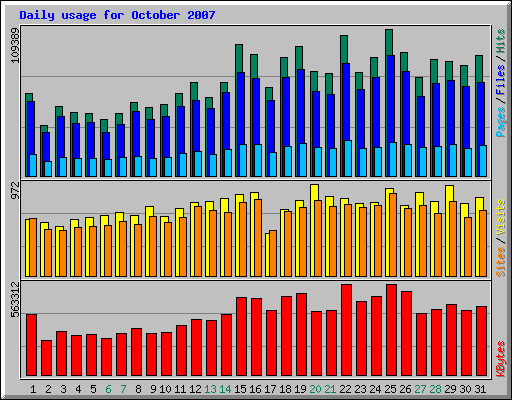 Daily usage for October 2007
109389
Pages / Files / Hits
972
Sites / Visits
563312
KBytes
1 2 3 4 5 6 7 8 9 10 11 12 13 14 15 16 17 18 19 20 21 22 23 24 25 26 27 28 29 30 31